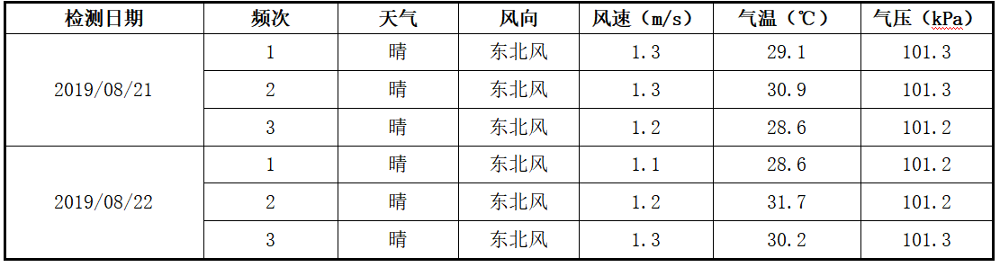 检测日期 频次 天气 风向 风速（m/s） 气温（℃） 气压（kPa）
2019/08/21 1 晴 东北风 1.3 29.1 101.3
2 晴 东北风 1.3 30.9 101.3
3 晴 东北风 1.2 28.6 101.2
2019/08/22 1 晴 东北风 1.1 28.6 101.2
2 晴 东北风 1.2 31.7 101.2
3 晴 东北风 1.3 30.2 101.3